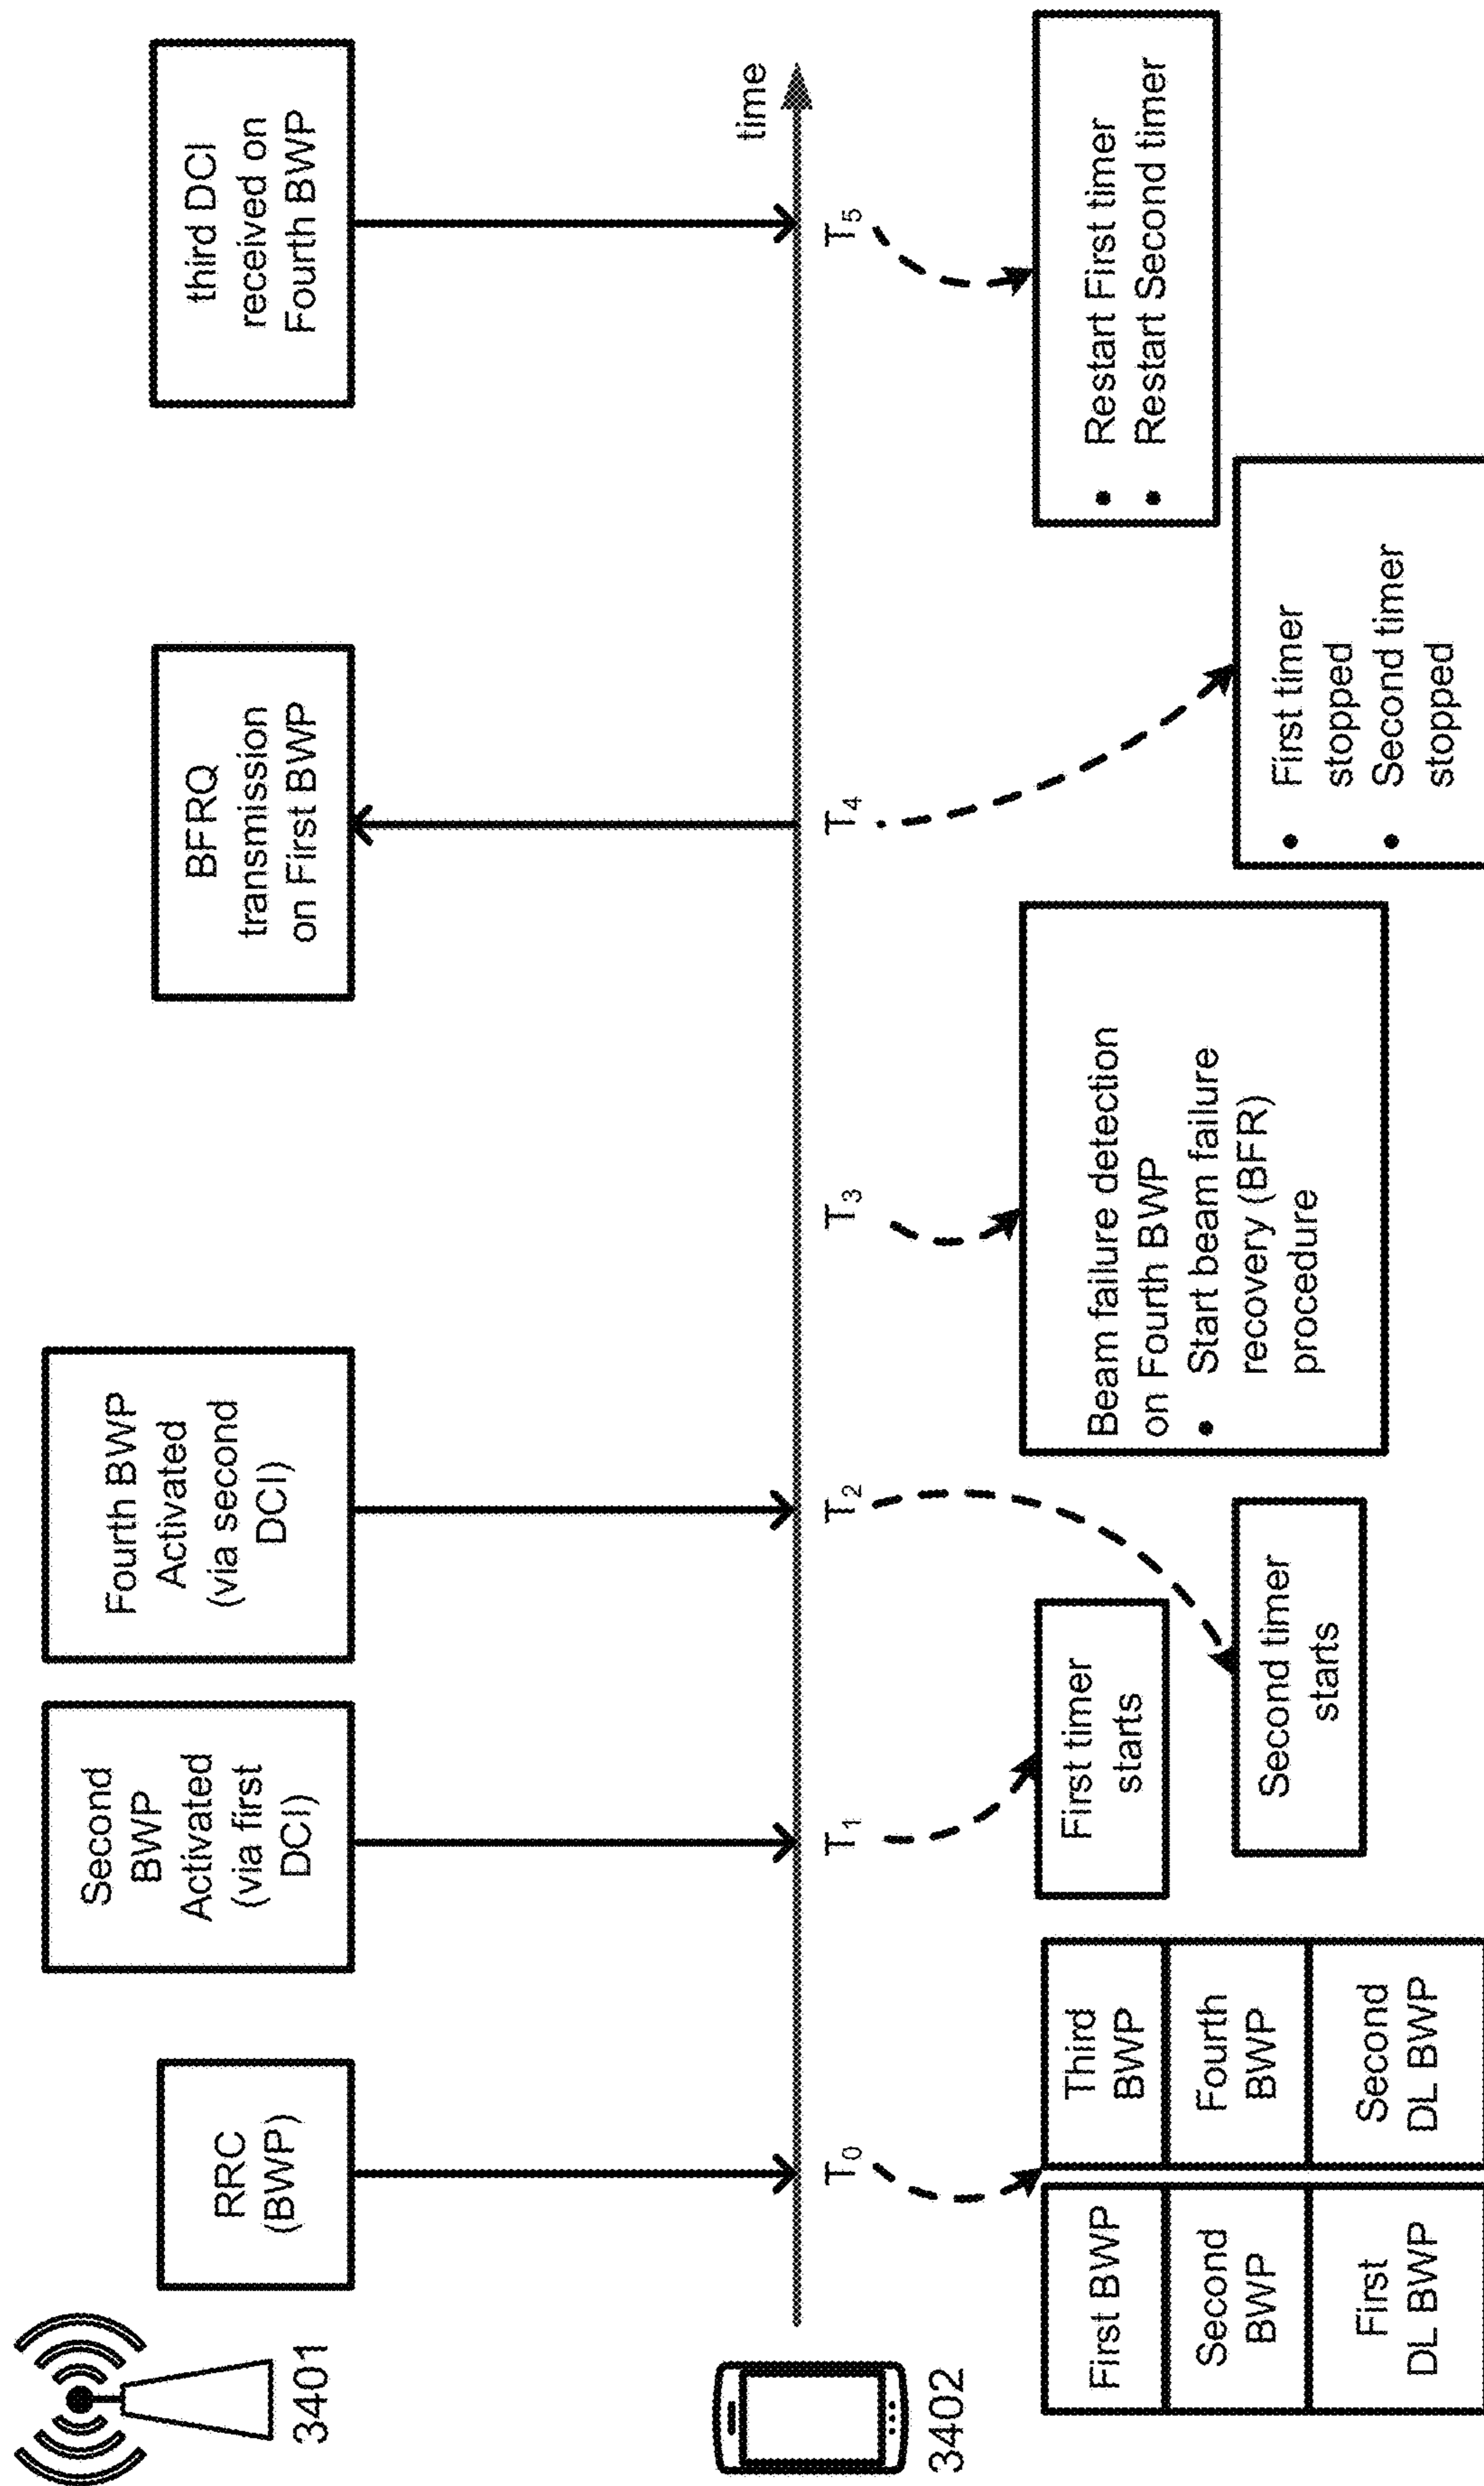 3401
RRC
(BWP)
Second
BWP
Activated
(via first
DCI)
Fourth BWP
Activated
(via second
DCI)
BFRQ
transmission
on First BWP
third DCI
received on
Fourth BWP
time
3402
T0
T1
T2
T3
T4
T5
First BWP
Second
BWP
First
DL BWP
Third
BWP
Fourth
BWP
Second
DL BWP
First timer
starts
Second timer
starts
Beam failure detection
on Fourth BWP
• Start beam failure
recovery (BFR)
procedure
• First timer
stopped
• Second timer
stopped
• Restart First timer
• Restart Second timer